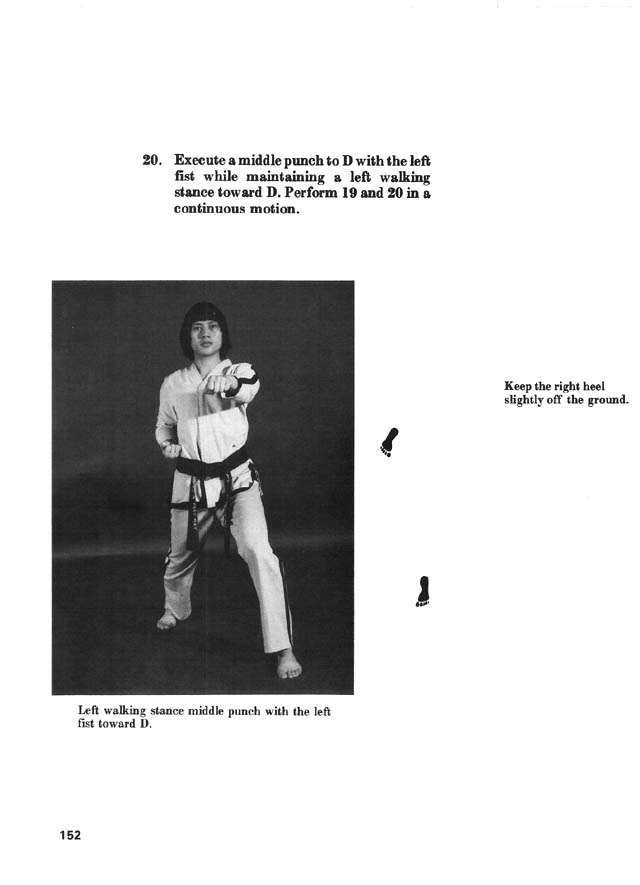 20. Execute a middle punch to D with the left
fist while maintaining a left walking
stance toward D. Perform 19 and 20 in a
continuous motion.
Keep the right heel
slightly off the ground.
Left walking stance middle punch with the left
fist toward D.
152